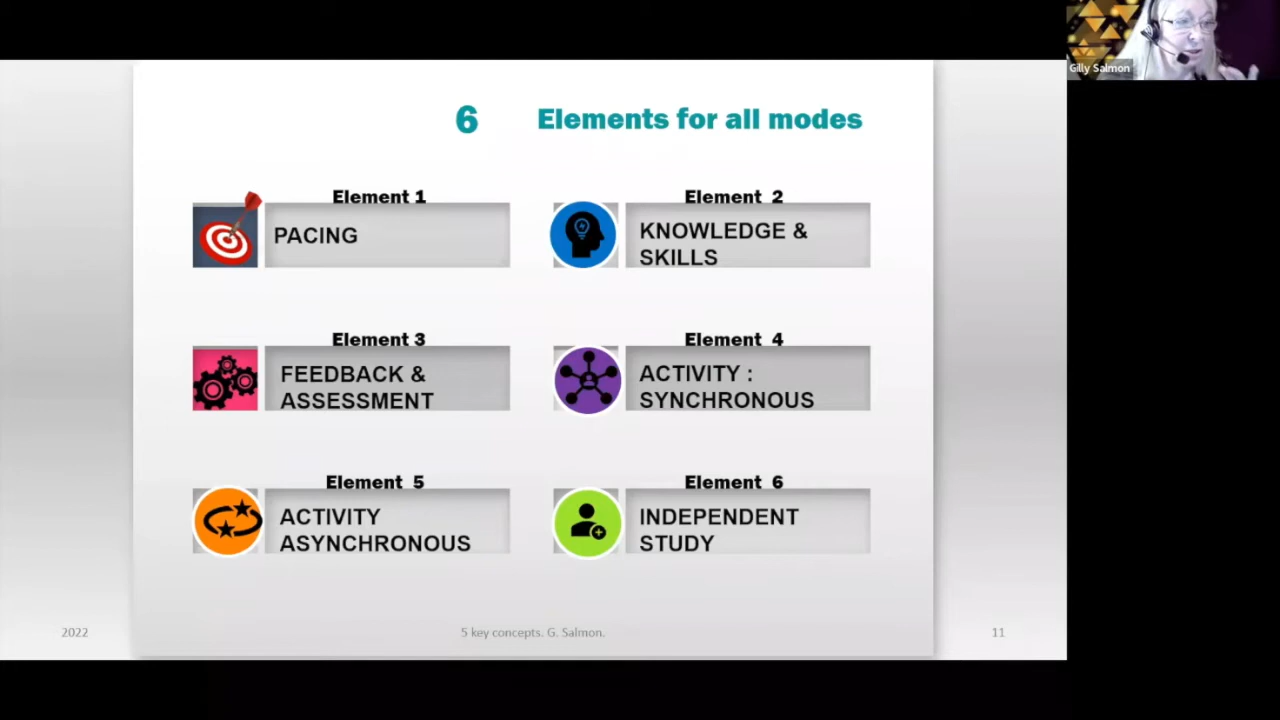 Gilly Salmon
6 Elements for all modes
Element 1
PACING
Element 2
KNOWLEDGE &
SKILLS
Element 3
FEEDBACK &
ASSESSMENT
Element 4
ACTIVITY :
SYNCHRONOUS
Element 5
ACTIVITY
ASYNCHRONOUS
Element 6
INDEPENDENT
STUDY
2022
5 key concepts. G. Salmon.
11